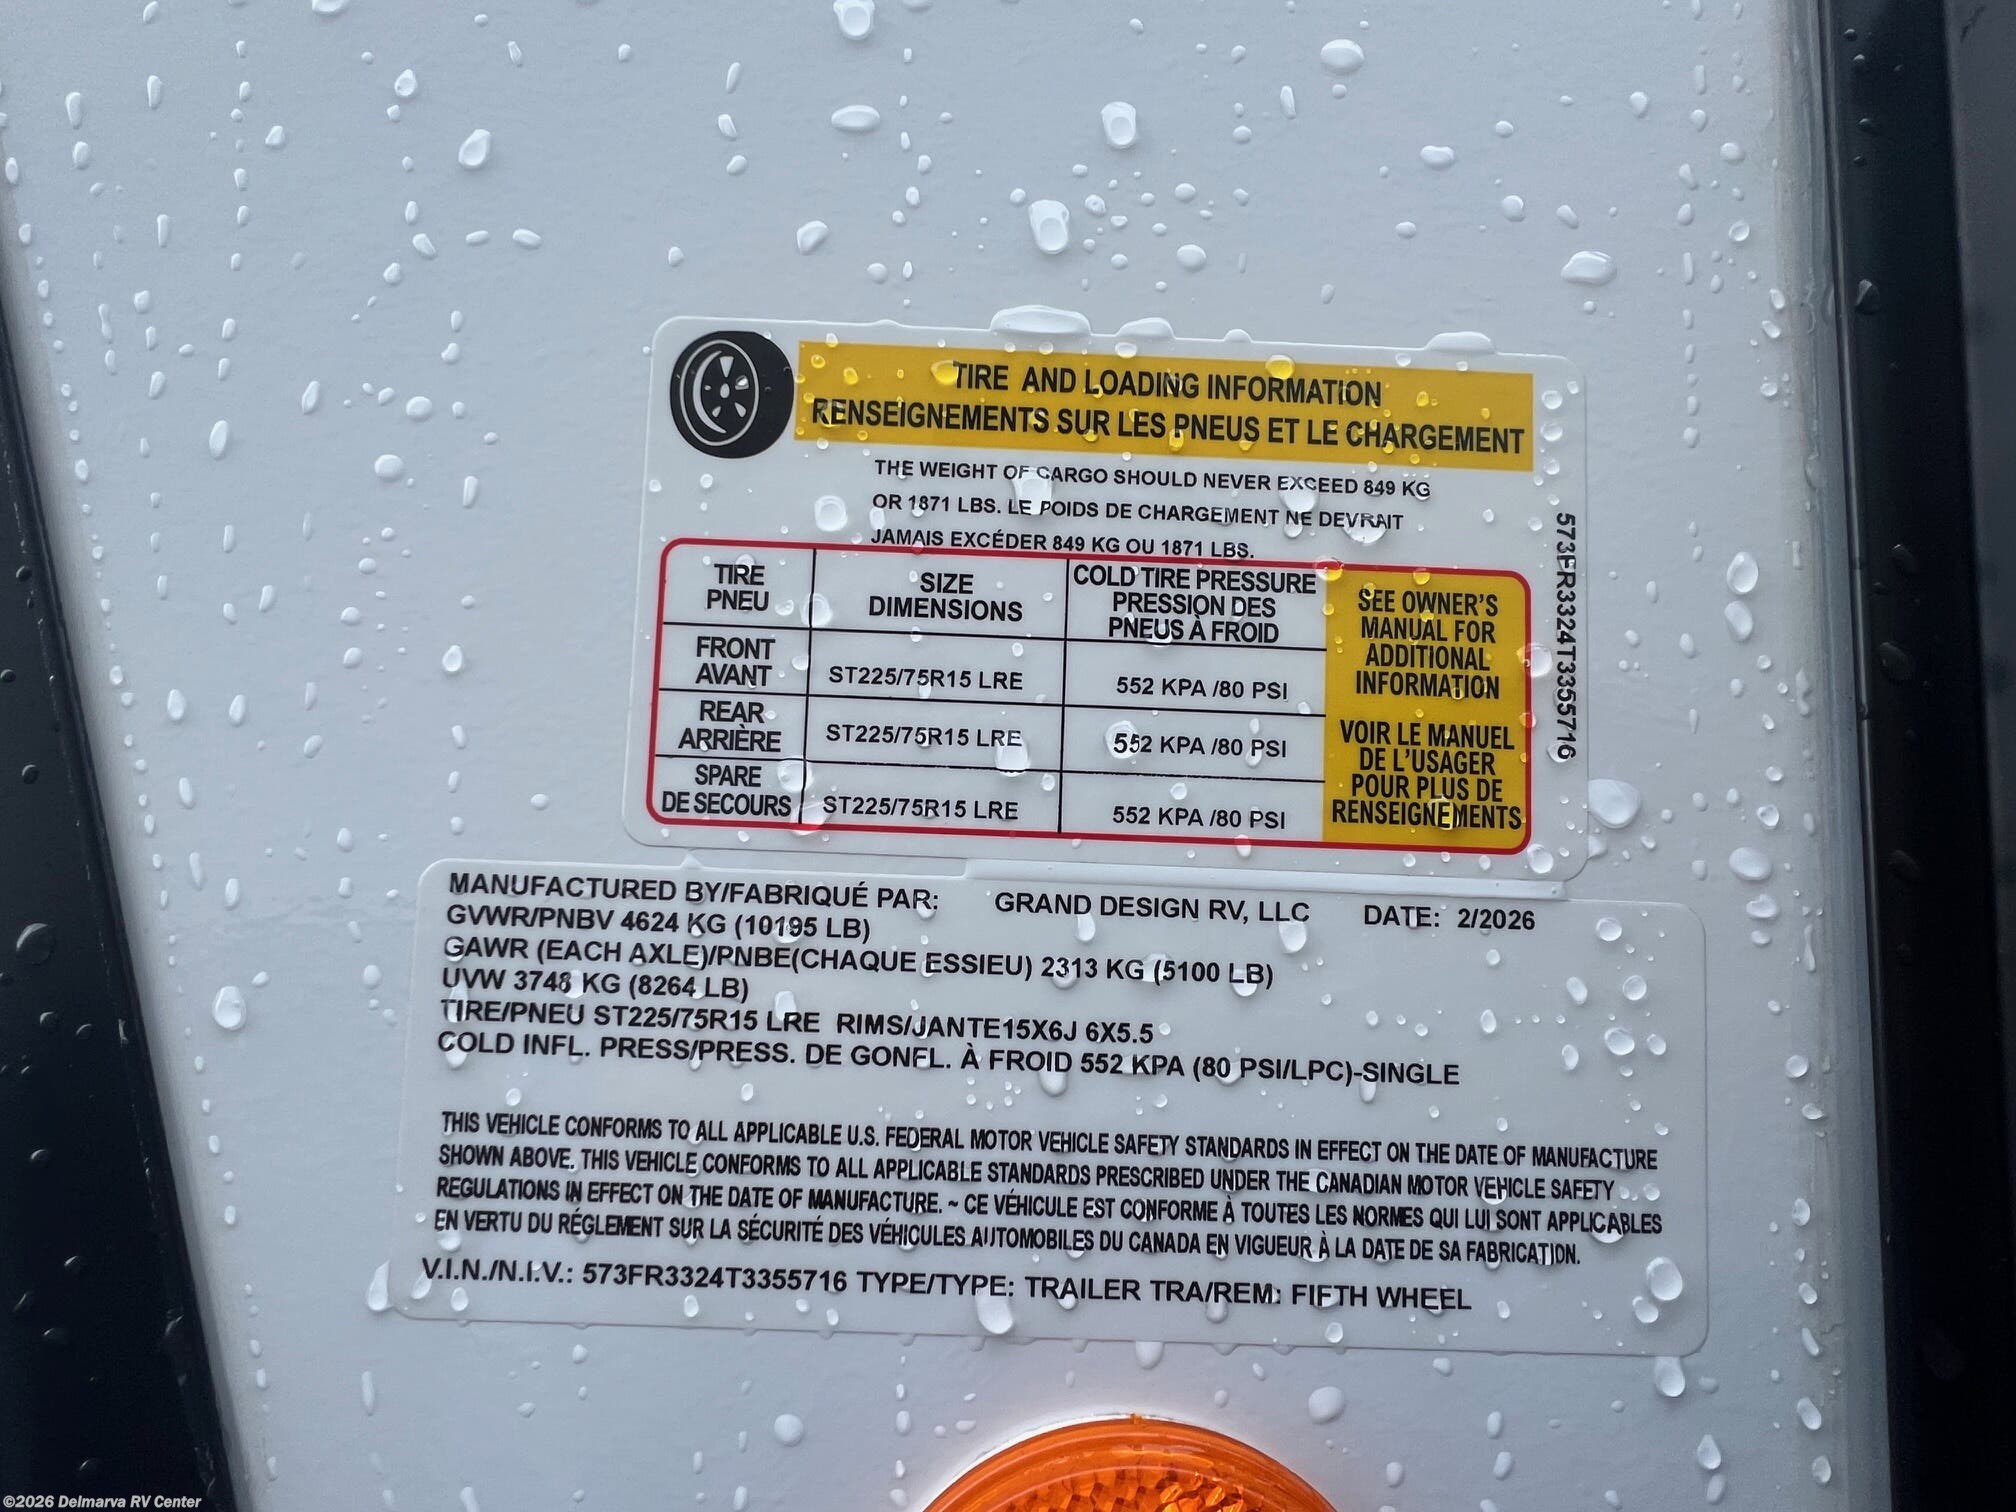 TIRE AND LOADING INFORMATION
RENSEIGNEMENTS SUR LES PNEUS ET LE CHARGEMENT
THE WEIGHT OF CARGO SHOULD NEVER EXCEED 849 KG
OR 1871 LBS. LE POIDS DE CHARGEMENT NE DEVRAIT
JAMAIS EXCÉDER 849 KG OU 1871 LBS.
TIRE
PNEU
SIZE
DIMENSIONS
COLD TIRE PRESSURE
PRESSION DES
PNEUS À FROID
FRONT
AVANT
ST225/75R15 LRE
552 KPA /80 PSI
REAR
ARRIÈRE
ST225/75R15 LRE
552 KPA /80 PSI
SPARE
DE SECOURS
ST225/75R15 LRE
552 KPA /80 PSI
SEE OWNER'S
MANUAL FOR
ADDITIONAL
INFORMATION
VOIR LE MANUEL
DE L'USAGER
POUR PLUS DE
RENSEIGNEMENTS
573FR3324T3355716
MANUFACTURED BY/FABRIQUÉ PAR: GRAND DESIGN RV, LLC DATE: 2/2026
GVWR/PNBV 4624 KG (10195 LB)
GAWR (EACH AXLE)/PNBE(CHAQUE ESSIEU) 2313 KG (5100 LB)
UVW 3748 KG (8264 LB)
TIRE/PNEU ST225/75R15 LRE RIMS/JANTE15X6J 6X5.5
COLD INFL. PRESS/PRESS. DE GONFL. À FROID 552 KPA (80 PSI/LPC)-SINGLE
THIS VEHICLE CONFORMS TO ALL APPLICABLE U.S. FEDERAL MOTOR VEHICLE SAFETY STANDARDS IN EFFECT ON THE DATE OF MANUFACTURE
SHOWN ABOVE. THIS VEHICLE CONFORMS TO ALL APPLICABLE STANDARDS PRESCRIBED UNDER THE CANADIAN MOTOR VEHICLE SAFETY
REGULATIONS IN EFFECT ON THE DATE OF MANUFACTURE. ~ CE VÉHICULE EST CONFORME À TOUTES LES NORMES QUI LUI SONT APPLICABLES
EN VERTU DU RÉGLEMENT SUR LA SÉCURITÉ DES VÉHICULES AUTOMOBILES DU CANADA EN VIGUEUR À LA DATE DE SA FABRICATION.
V.I.N./N.I.V.: 573FR3324T3355716 TYPE/TYPE: TRAILER TRA/REM: FIFTH WHEEL
©2026 Delmarva RV Center